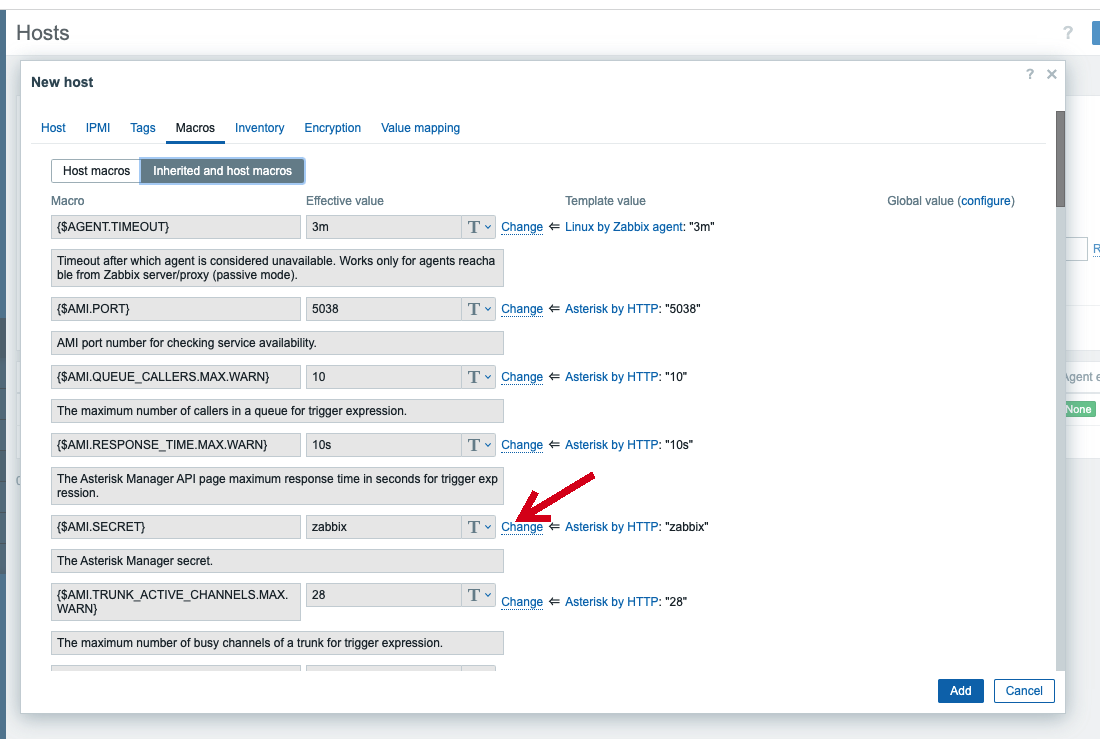 Hosts
?
New host
? ×
Host IPMI Tags Macros Inventory Encryption Value mapping
Host macros Inherited and host macros
Macro Effective value Template value Global value (configure)
{$AGENT.TIMEOUT} 3m T Change ⇐ Linux by Zabbix agent: "3m"
Timeout after which agent is considered unavailable. Works only for agents reacha
ble from Zabbix server/proxy (passive mode).
{$AMI.PORT} 5038 T Change ⇐ Asterisk by HTTP: "5038"
AMI port number for checking service availability.
{$AMI.QUEUE_CALLERS.MAX.WARN} 10 T Change ⇐ Asterisk by HTTP: "10"
Agent e
The maximum number of callers in a queue for trigger expression.
None
{$AMI.RESPONSE_TIME.MAX.WARN} 10s T Change ⇐ Asterisk by HTTP: "10s"
The Asterisk Manager API page maximum response time in seconds for trigger exp
ression.
{$AMI.SECRET} zabbix T Change ⇐ Asterisk by HTTP: "zabbix"
The Asterisk Manager secret.
{$AMI.TRUNK_ACTIVE_CHANNELS.MAX.
WARN} 28 T Change ⇐ Asterisk by HTTP: "28"
The maximum number of busy channels of a trunk for trigger expression.
Add Cancel